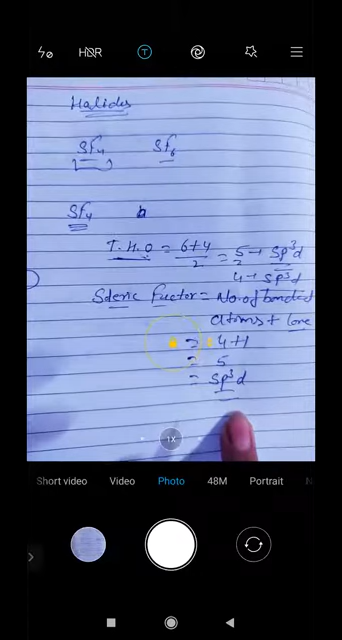 HDR
T
Halides
SF4 SF6
SF4
T.H.O = 6+4/2 = 5 → Sp³d
4 → Sp³d
Steric Factor = No. of bonded
atoms + lone
= 4+1
= 5
= Sp³d
1X
Short video Video Photo 48M Portrait